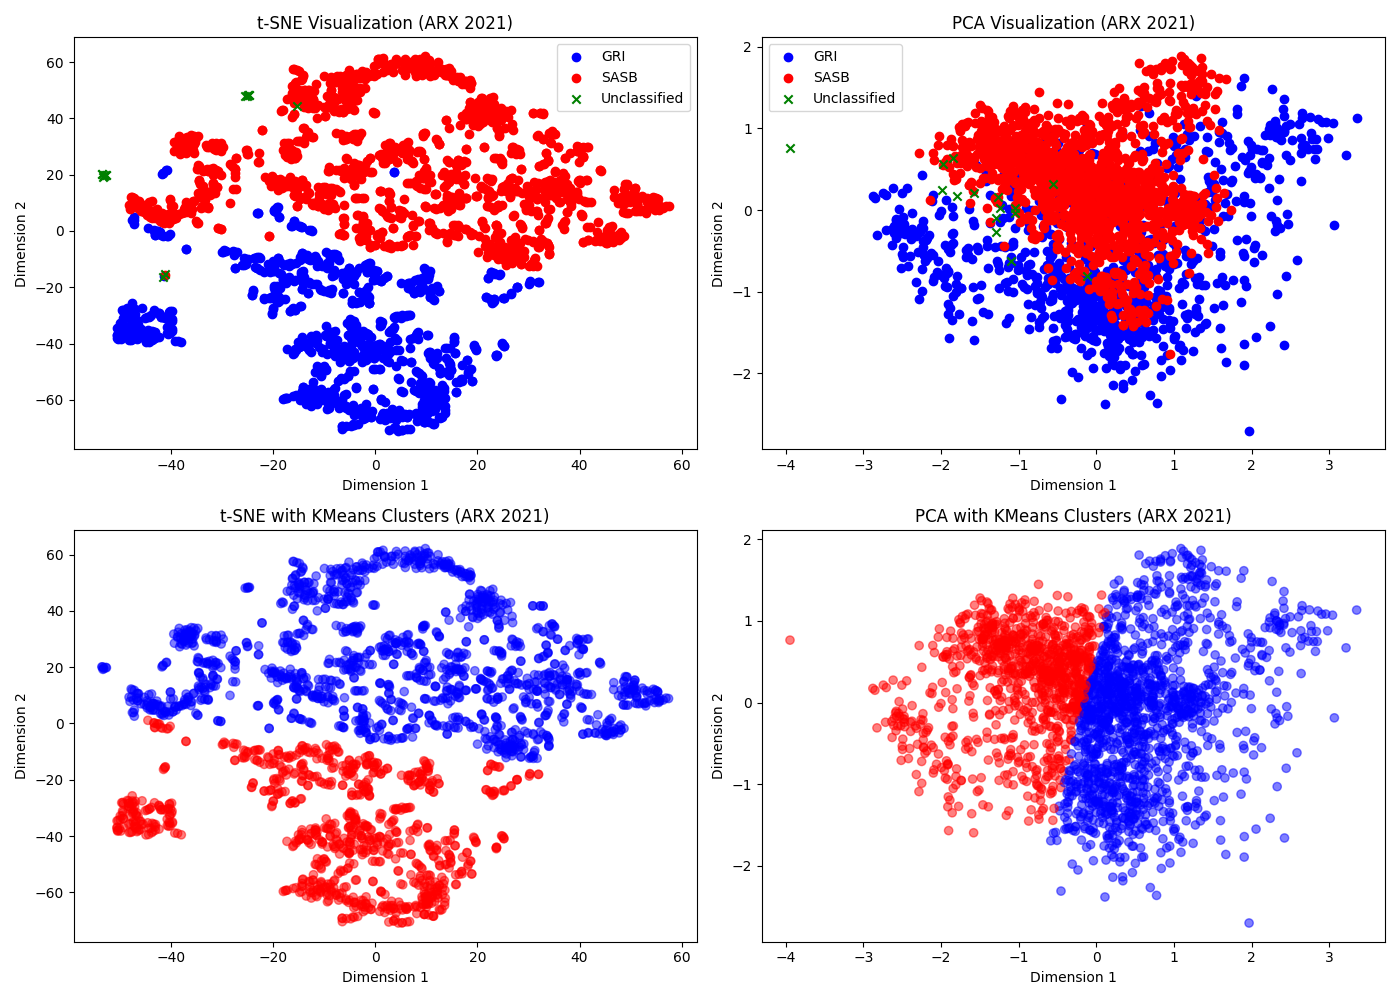 t-SNE Visualization (ARX 2021)
GRI
SASB
Unclassified
60
40
20
0
−20
−40
−60
Dimension 2
−40 −20 0 20 40 60
Dimension 1
PCA Visualization (ARX 2021)
GRI
SASB
Unclassified
2
1
0
−1
−2
Dimension 2
−4 −3 −2 −1 0 1 2 3
Dimension 1
t-SNE with KMeans Clusters (ARX 2021)
60
40
20
0
−20
−40
−60
Dimension 2
−40 −20 0 20 40 60
Dimension 1
PCA with KMeans Clusters (ARX 2021)
2
1
0
−1
−2
Dimension 2
−4 −3 −2 −1 0 1 2 3
Dimension 1